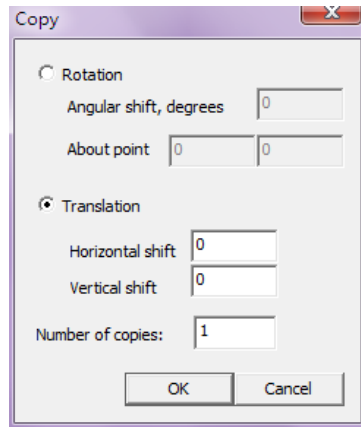 Copy
Rotation
Angular shift, degrees 0
About point 0 0
Translation
Horizontal shift 0
Vertical shift 0
Number of copies: 1
OK Cancel